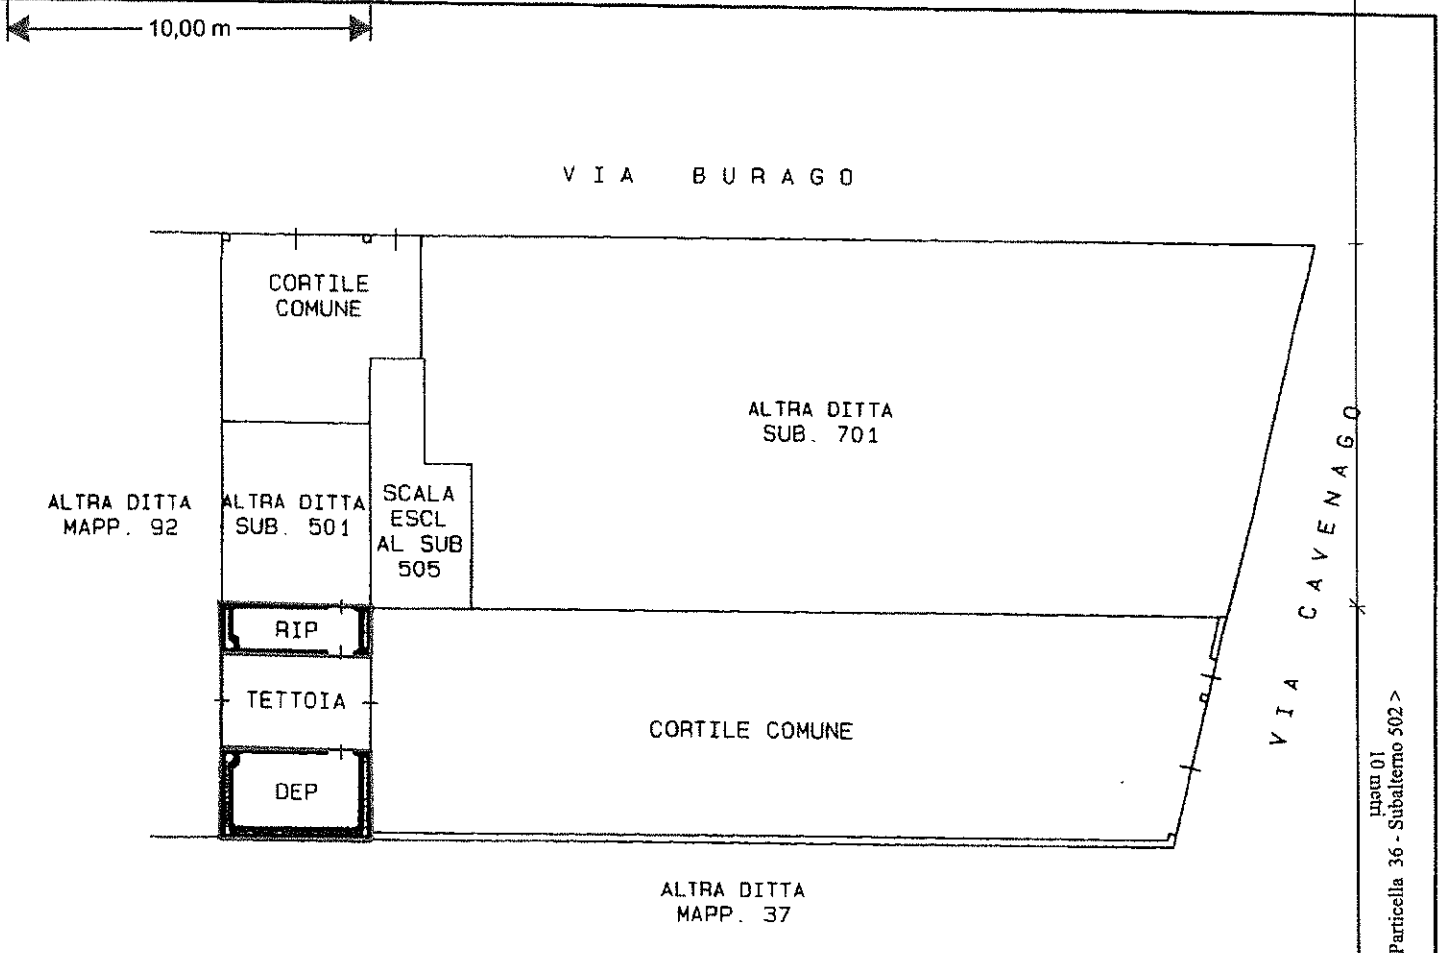 10,00 m
VIA BURAGO
CORTILE
COMUNE
ALTRA DITTA
SUB. 701
ALTRA DITTA
MAPP. 92
ALTRA DITTA
SUB. 501
SCALA
ESCL
AL SUB
505
VIA CAVENAGO
RIP
TETTOIA
CORTILE COMUNE
DEP
ALTRA DITTA
MAPP. 37
10 metri
Particella 36 - Subalterno 502 >